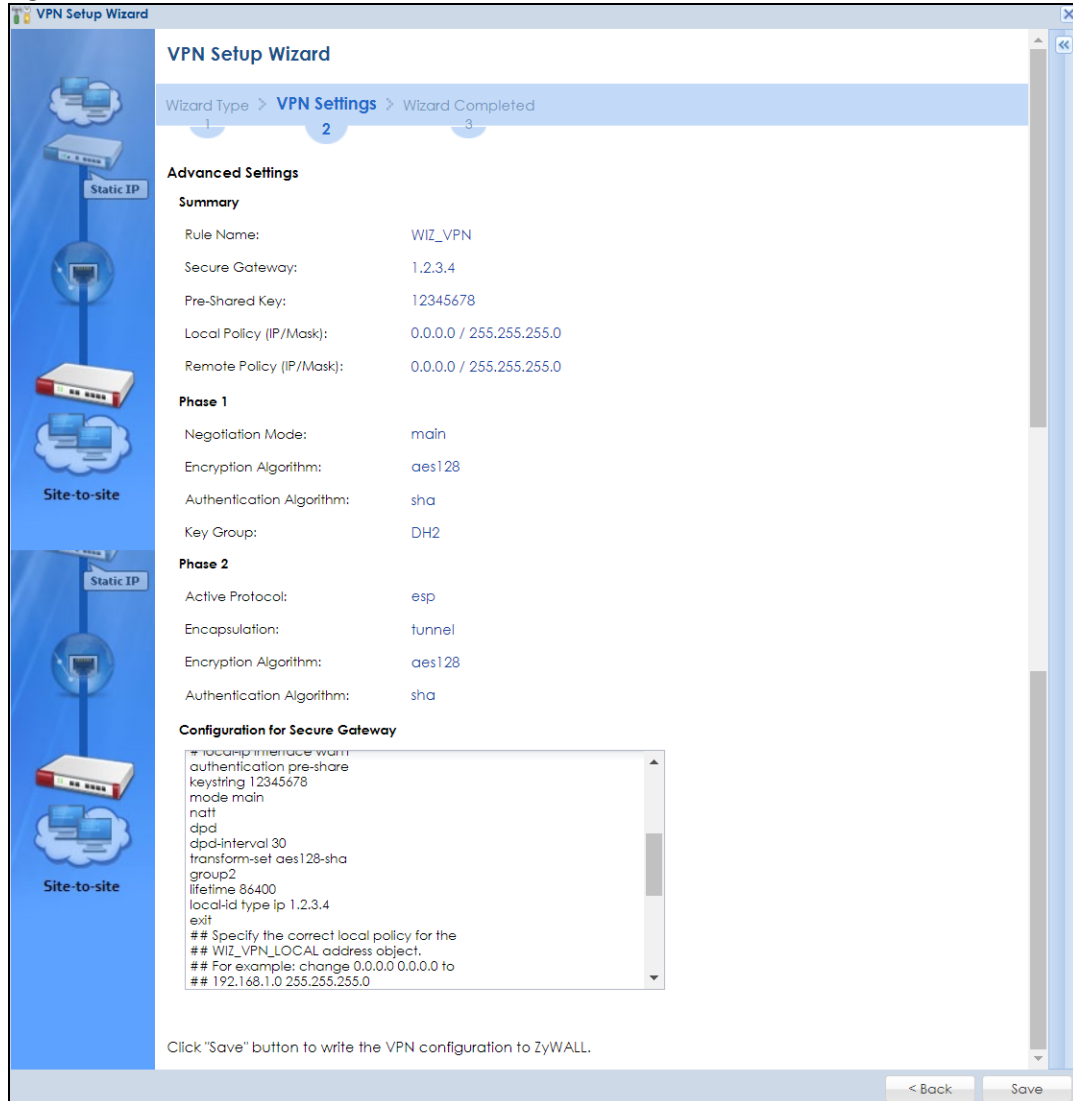 VPN Setup Wizard
VPN Setup Wizard
Wizard Type > VPN Settings > Wizard Completed
1 2 3
Static IP
Site-to-site
Static IP
Site-to-site
Advanced Settings
Summary
Rule Name: WIZ_VPN
Secure Gateway: 1.2.3.4
Pre-Shared Key: 12345678
Local Policy (IP/Mask): 0.0.0.0 / 255.255.255.0
Remote Policy (IP/Mask): 0.0.0.0 / 255.255.255.0
Phase 1
Negotiation Mode: main
Encryption Algorithm: aes128
Authentication Algorithm: sha
Key Group: DH2
Phase 2
Active Protocol: esp
Encapsulation: tunnel
Encryption Algorithm: aes128
Authentication Algorithm: sha
Configuration for Secure Gateway
# local-ip interface wan1
authentication pre-share
keystring 12345678
mode main
natt
dpd
dpd-interval 30
transform-set aes128-sha
group2
lifetime 86400
local-id type ip 1.2.3.4
exit
## Specify the correct local policy for the
## WIZ_VPN_LOCAL address object.
## For example: change 0.0.0.0 0.0.0.0 to
## 192.168.1.0 255.255.255.0
Click "Save" button to write the VPN configuration to ZyWALL.
< Back Save